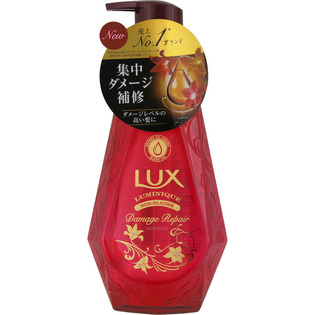 New
売上
No.1*
ブランド
集中
ダメージ
補修
ダメージレベルの
高い髪に
LUX
LUMINIQUE
NON-SILICONE
Damage Repair